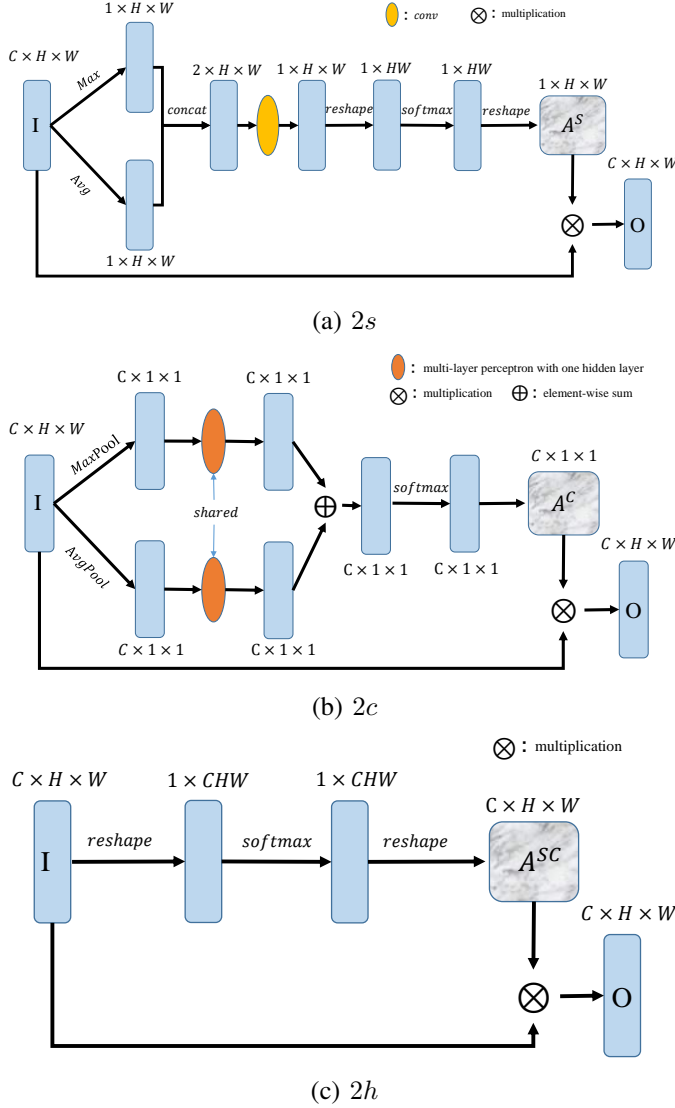 : conv
: multiplication
C × H × W
1 × H × W
Max
I
Avg
1 × H × W
concat
2 × H × W
1 × H × W
reshape
1 × HW
softmax
1 × HW
reshape
1 × H × W
A^S
C × H × W
O
(a) 2s
: multi-layer perceptron with one hidden layer
: multiplication
: element-wise sum
C × H × W
C × 1 × 1
C × 1 × 1
MaxPool
I
shared
AvgPool
C × 1 × 1
C × 1 × 1
C × 1 × 1
softmax
C × 1 × 1
C × 1 × 1
A^C
C × H × W
O
(b) 2c
: multiplication
C × H × W
1 × CHW
1 × CHW
C × H × W
I
reshape
softmax
reshape
A^SC
C × H × W
O
(c) 2h